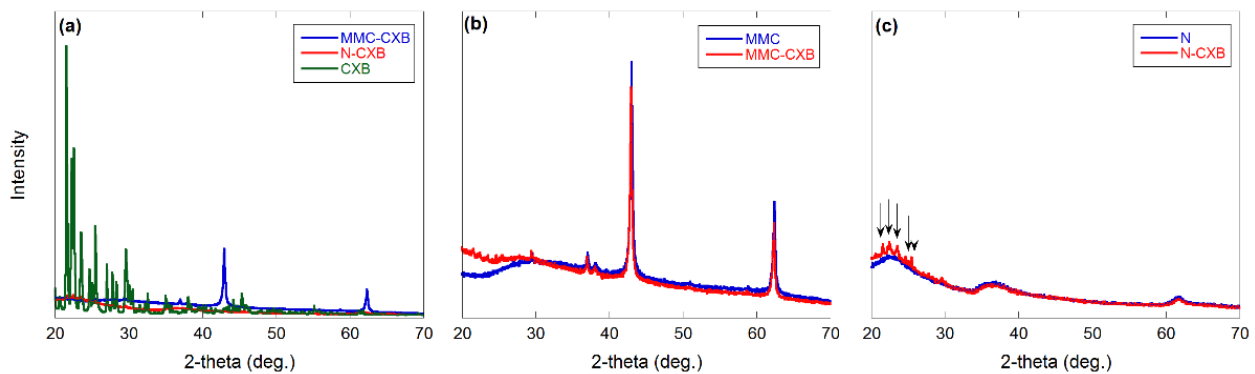 (a)
MMC-CXB
N-CXB
CXB
Intensity
20 30 40 50 60 70
2-theta (deg.)
(b)
MMC
MMC-CXB
20 30 40 50 60 70
2-theta (deg.)
(c)
N
N-CXB
20 30 40 50 60 70
2-theta (deg.)